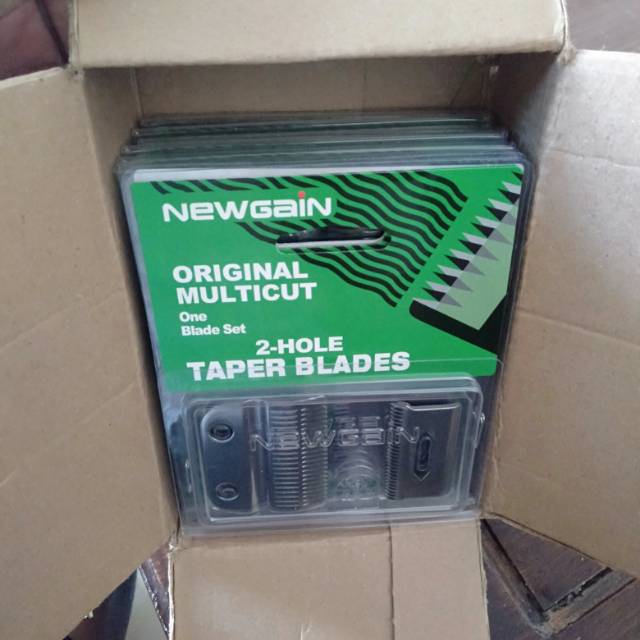 NEWGAIN
ORIGINAL
MULTICUT
One
Blade Set
2-HOLE
TAPER BLADES
NEWGAIN